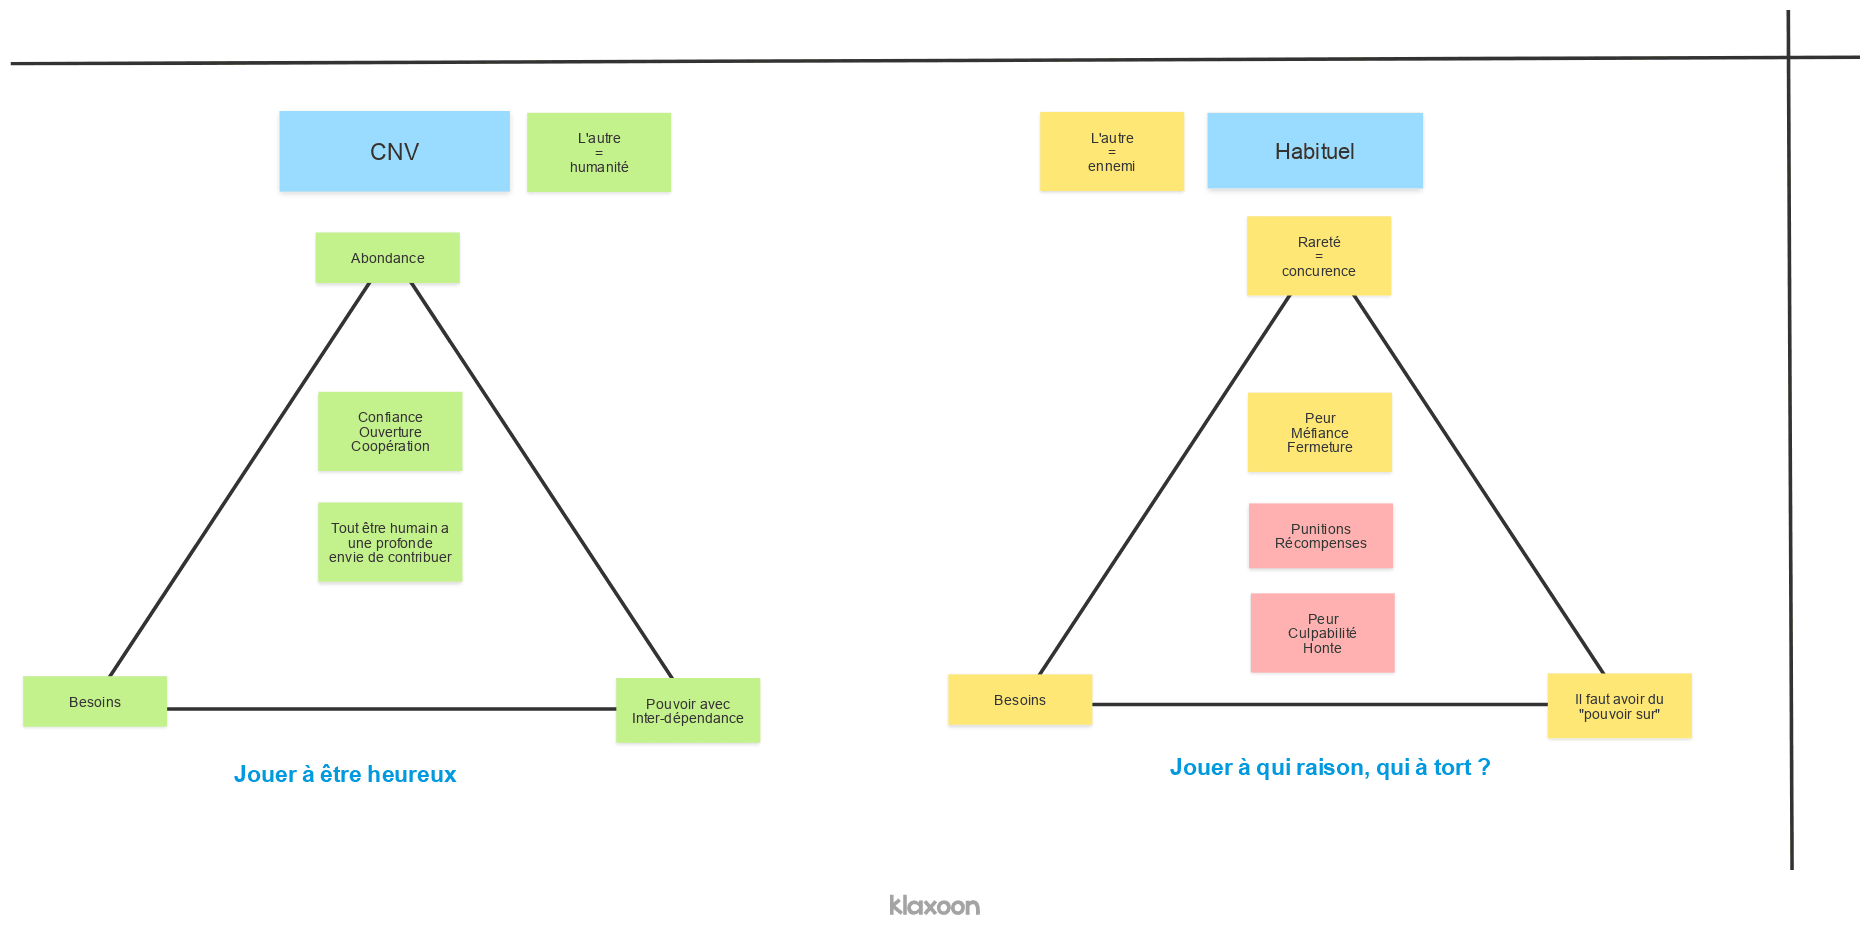 CNV
L'autre
=
humanité
Abondance
Confiance
Ouverture
Coopération
Tout être humain a
une profonde
envie de contribuer
Besoins
Pouvoir avec
Inter-dépendance
Jouer à être heureux
L'autre
=
ennemi
Habituel
Rareté
=
concurence
Peur
Méfiance
Fermeture
Punitions
Récompenses
Peur
Culpabilité
Honte
Besoins
Il faut avoir du
"pouvoir sur"
Jouer à qui raison, qui à tort ?
klaxoon